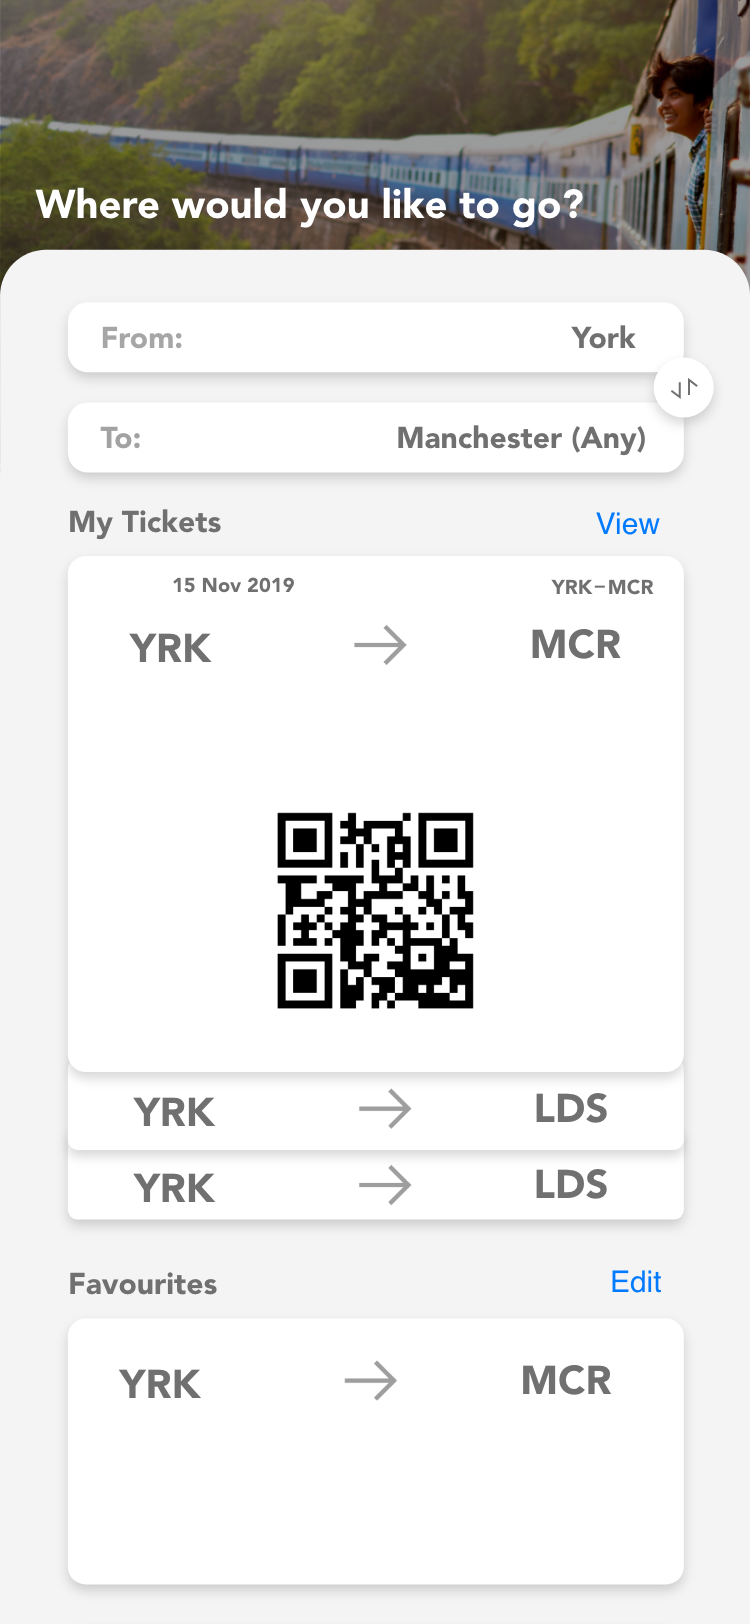 Where would you like to go?
From: York
To: Manchester (Any)
My Tickets View
15 Nov 2019 YRK–MCR
YRK → MCR
YRK → LDS
YRK → LDS
Favourites Edit
YRK → MCR